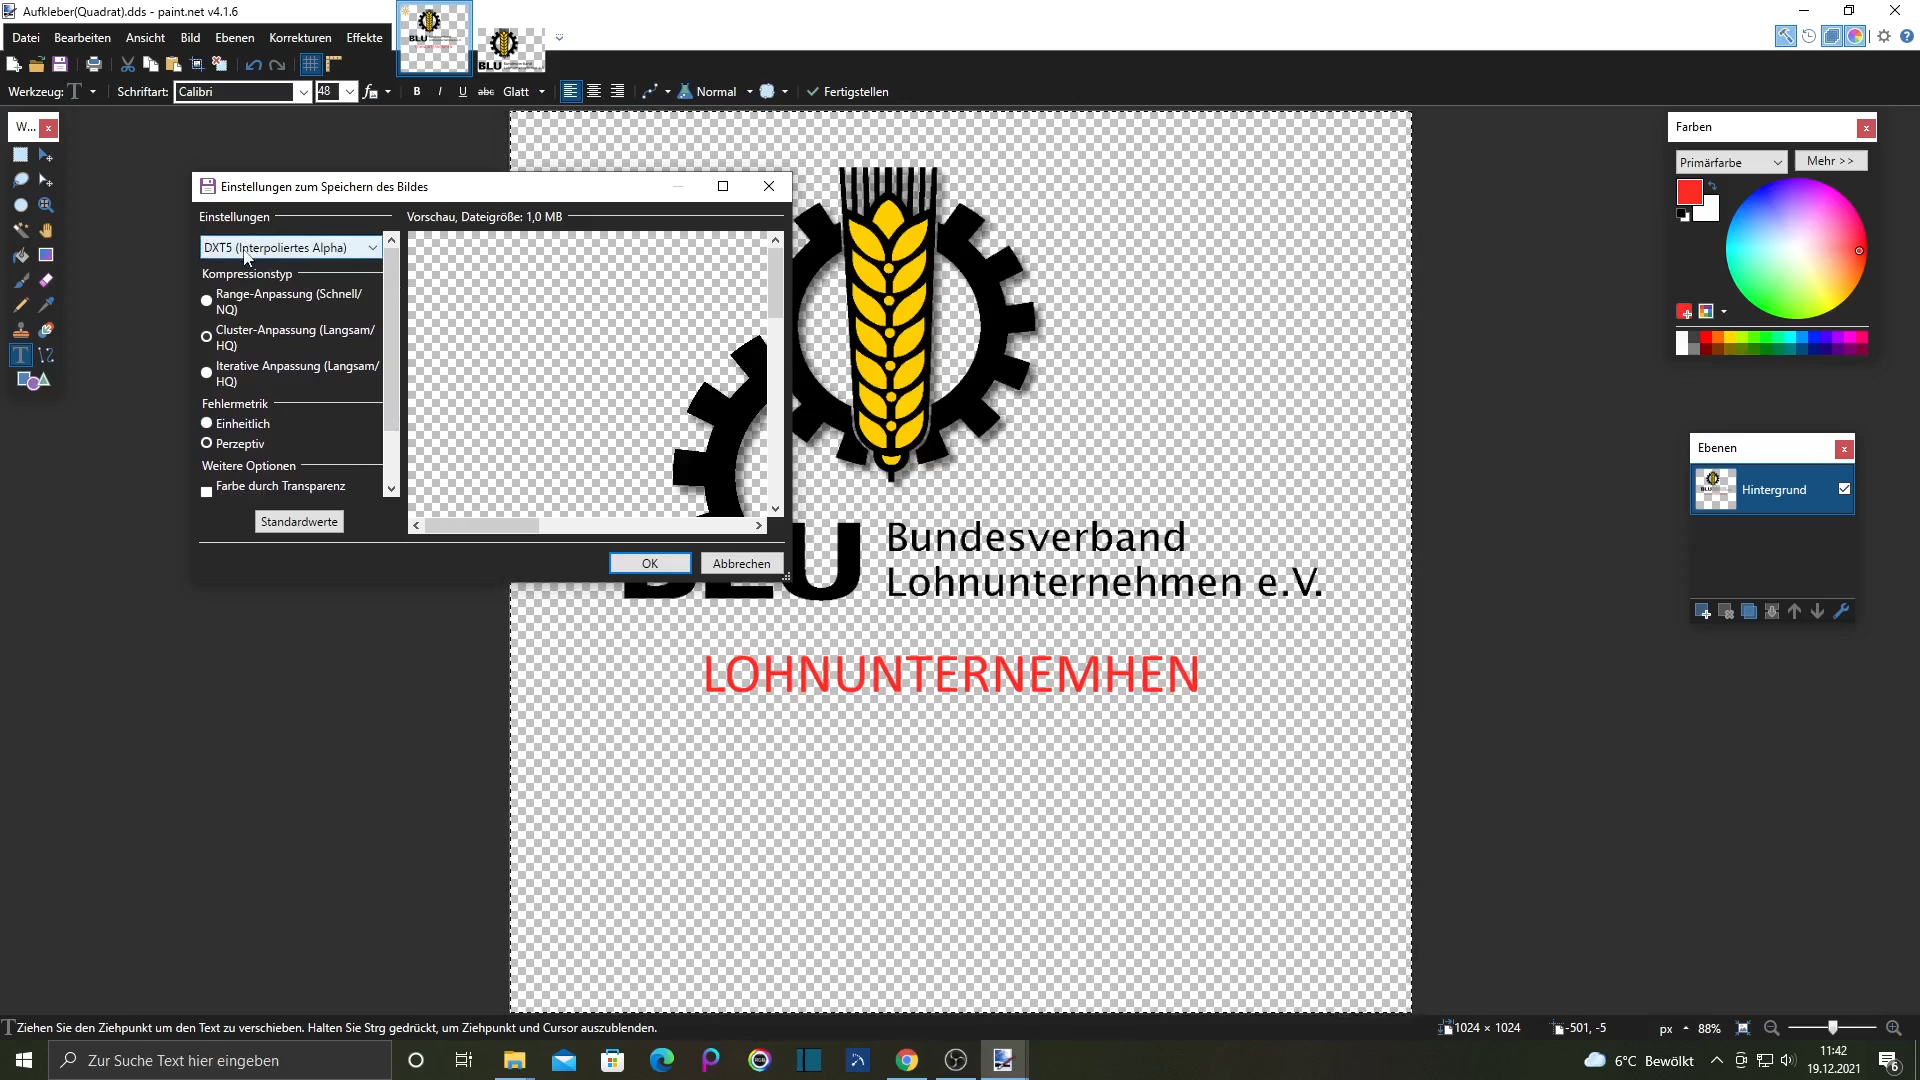 Aufkleber(Quadrat).dds - paint.net v4.1.6
Datei Bearbeiten Ansicht Bild Ebenen Korrekturen Effekte
Werkzeug: T Schriftart: Calibri 48 B I U abc Glatt Normal Fertigstellen
W...
Einstellungen zum Speichern des Bildes
Einstellungen
Vorschau, Dateigröße: 1,0 MB
DXT5 (Interpoliertes Alpha)
Kompressionstyp
Range-Anpassung (Schnell/
NQ)
Cluster-Anpassung (Langsam/
HQ)
Iterative Anpassung (Langsam/
HQ)
Fehlermetrik
Einheitlich
Perzeptiv
Weitere Optionen
Farbe durch Transparenz
Standardwerte
OK Abbrechen
BLU
Bundesverband
Lohnunternehmen e.V.
LOHNUNTERNEMHEN
Farben
Primärfarbe
Mehr >>
Ebenen
Hintergrund
Ziehen Sie den Ziehpunkt um den Text zu verschieben. Halten Sie Strg gedrückt, um Ziehpunkt und Cursor auszublenden.
1024 × 1024
-501, -5
px
88%
Zur Suche Text hier eingeben
6°C Bewölkt
11:42
19.12.2021
6